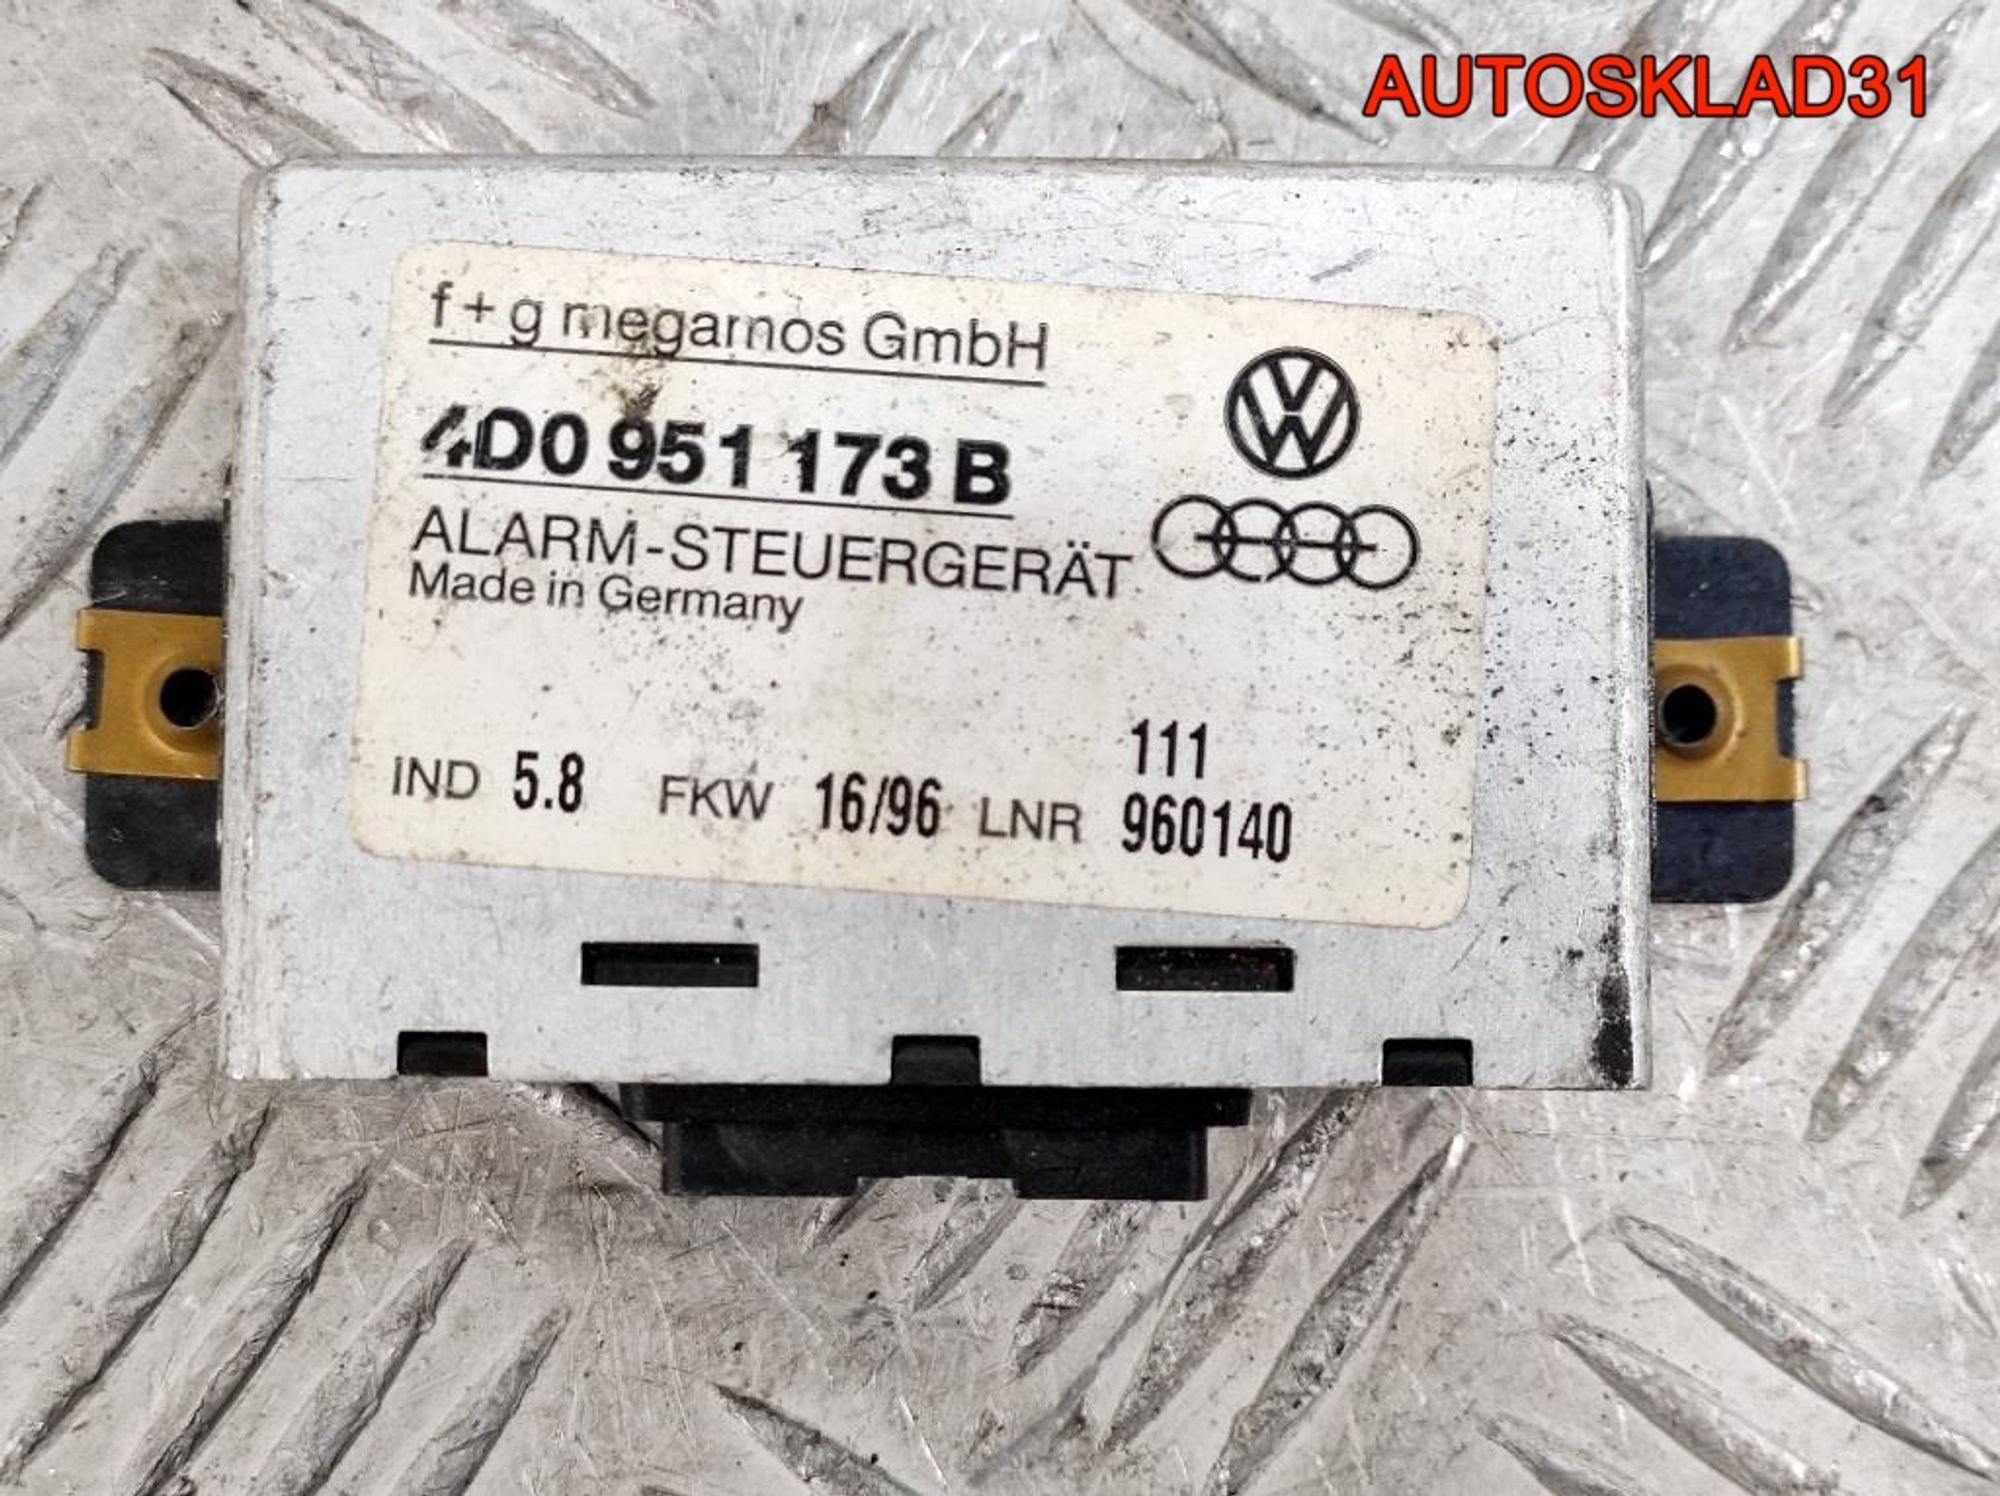 AUTOSKLAD31
f + g megamos GmbH
4D0 951 173 B
ALARM-STEUERGERÄT
Made in Germany
111
IND 5.8 FKW 16/96 LNR 960140